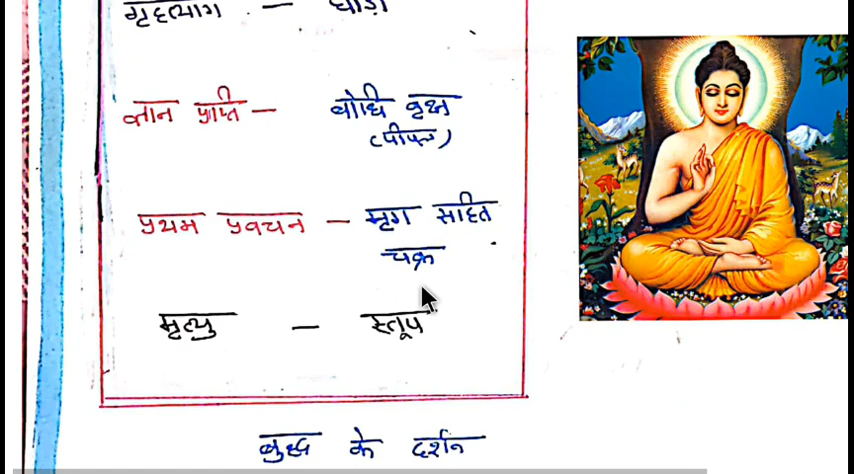 गृहत्याग - घोड़ा
ज्ञान प्राप्ति - बोधि वृक्ष
(पीपल)
प्रथम प्रवचन - मृग सहित
चक्र
मृत्यु - स्तूप
बुद्ध के दर्शन